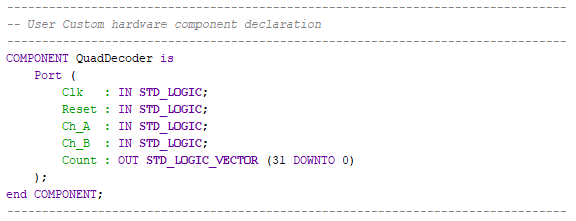 --------------------------------------------------------------------------------
-- User Custom hardware component declaration
--------------------------------------------------------------------------------
COMPONENT QuadDecoder is
    Port (
        Clk   : IN STD_LOGIC;
        Reset : IN STD_LOGIC;
        Ch_A  : IN STD_LOGIC;
        Ch_B  : IN STD_LOGIC;
        Count : OUT STD_LOGIC_VECTOR (31 DOWNTO 0)
    );
end COMPONENT;
--------------------------------------------------------------------------------